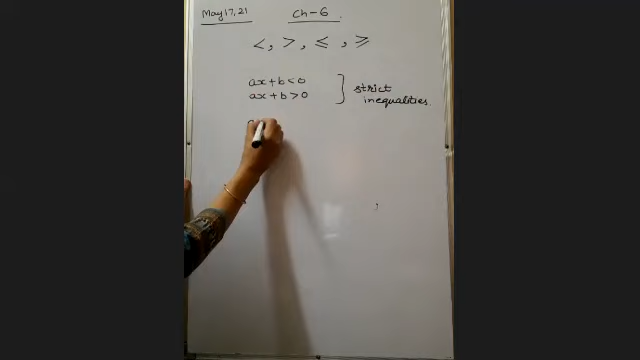 May 17, 21
Ch-6.
<, >, ≤, ≥
ax + b < 0
ax + b > 0
strict
inequalities.